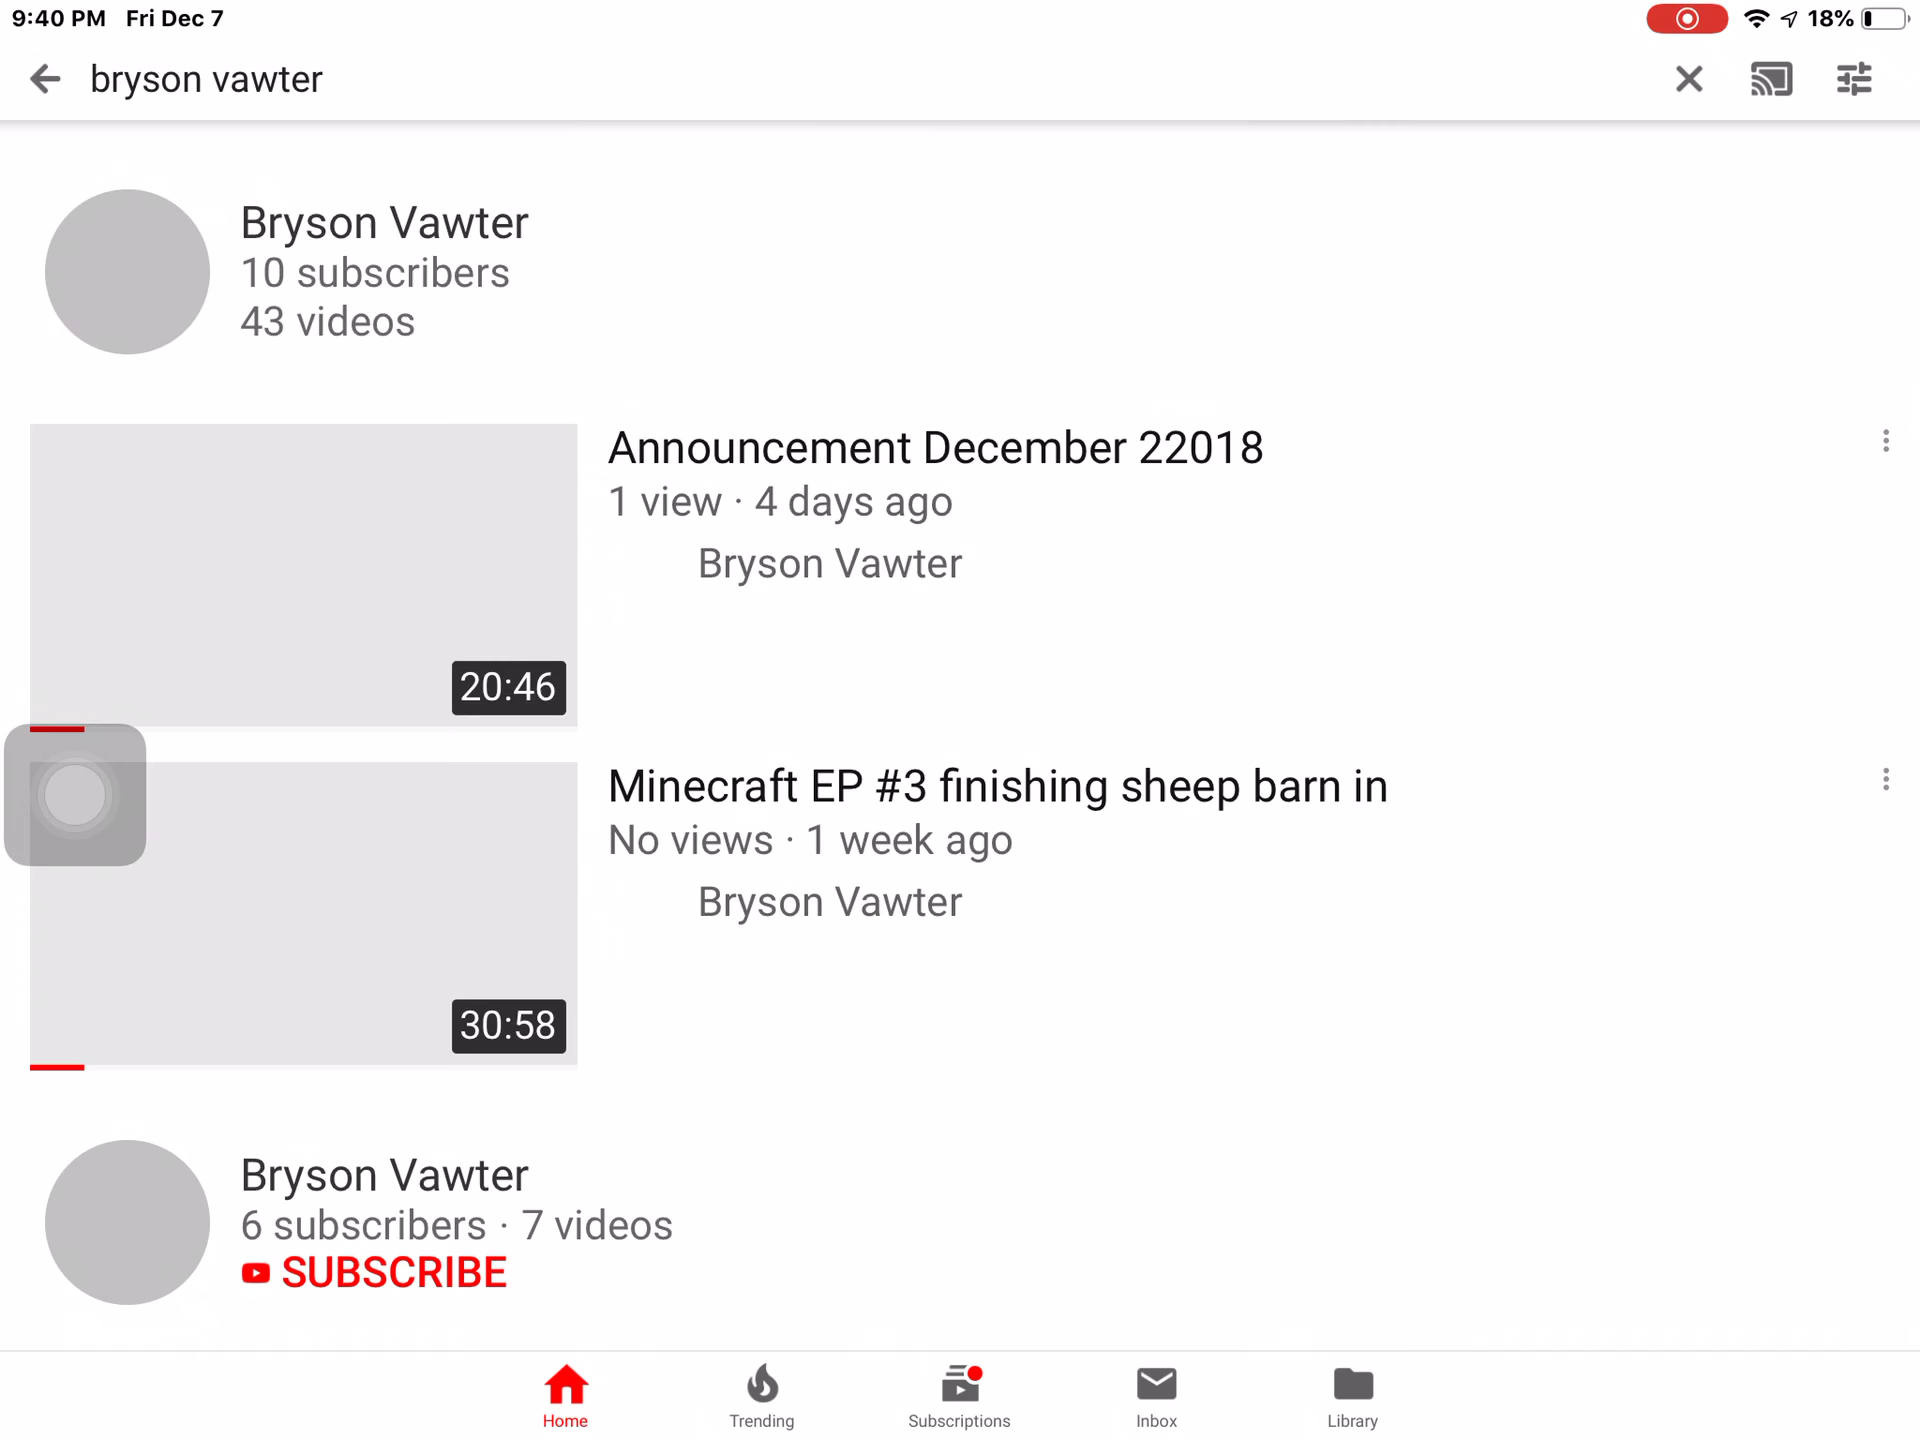 9:40 PM Fri Dec 7
18%
bryson vawter
Bryson Vawter
10 subscribers
43 videos
Announcement December 22018
1 view · 4 days ago
Bryson Vawter
20:46
Minecraft EP #3 finishing sheep barn in
No views · 1 week ago
Bryson Vawter
30:58
Bryson Vawter
6 subscribers · 7 videos
SUBSCRIBE
Home
Trending
Subscriptions
Inbox
Library